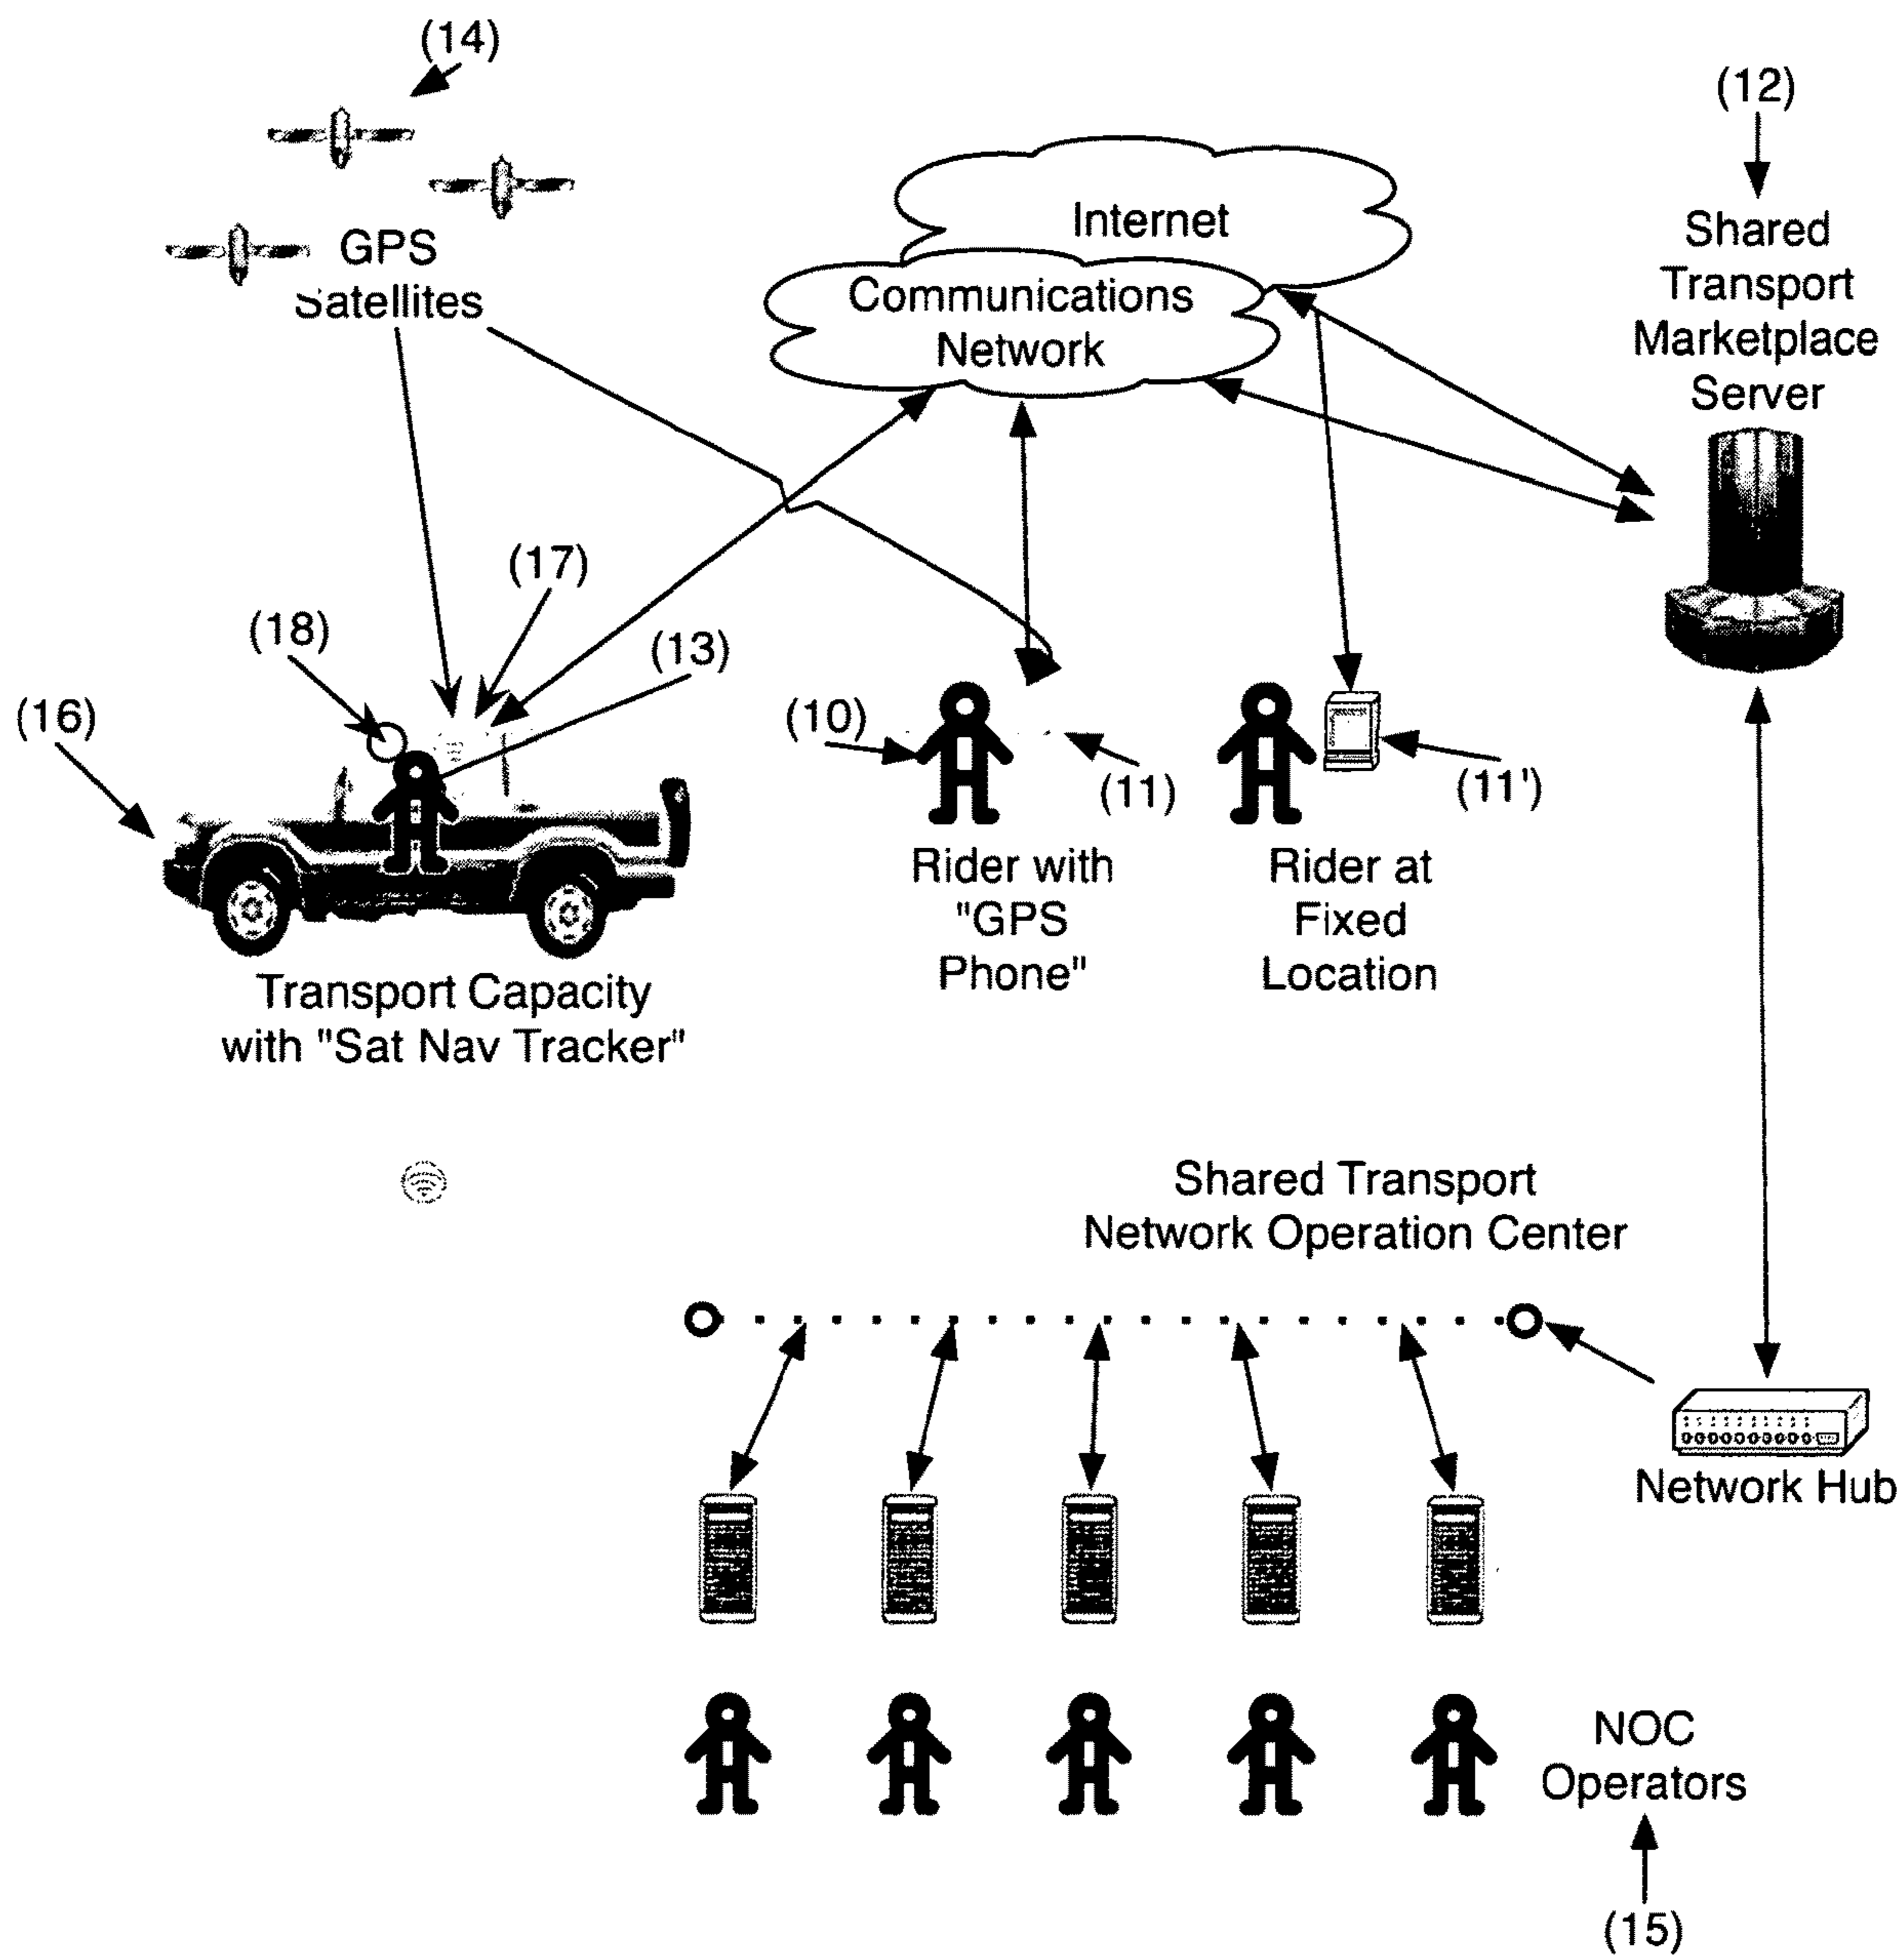 (14)
(12)
Internet
Shared
Transport
Marketplace
Server
GPS
Satellites
Communications
Network
(17)
(18)
(13)
(16)
(10)
(11)
(11')
Rider with
"GPS
Phone"
Rider at
Fixed
Location
Transport Capacity
with "Sat Nav Tracker"
Shared Transport
Network Operation Center
Network Hub
NOC
Operators
(15)